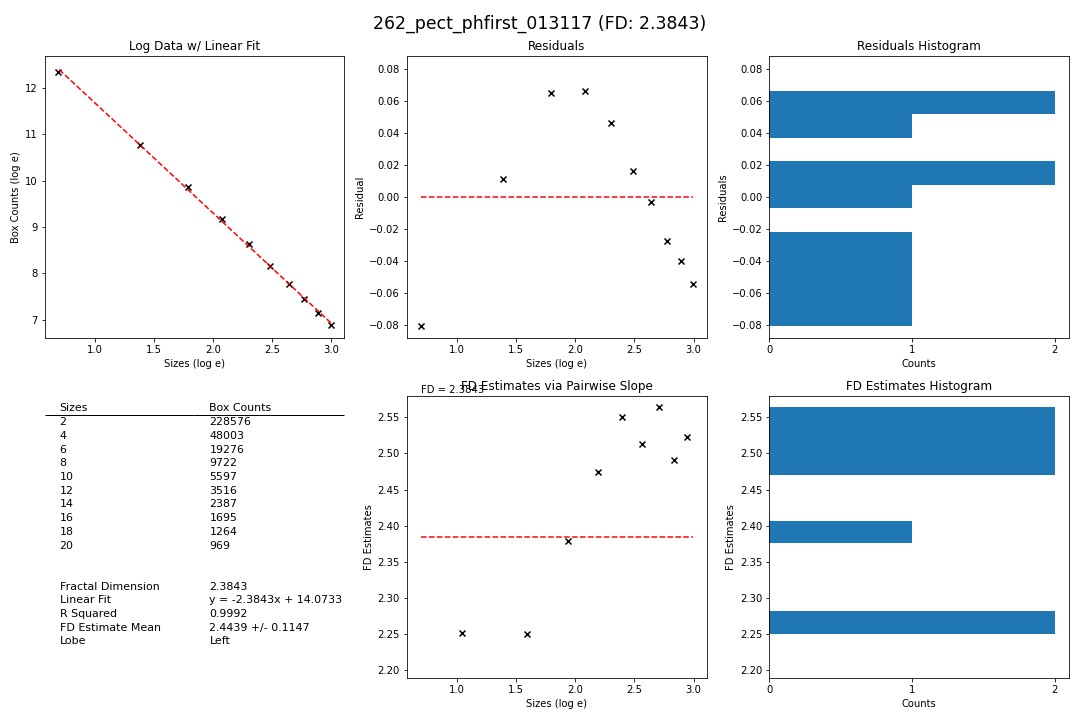 262_pect_phfirst_013117 (FD: 2.3843)
Log Data w/ Linear Fit
12
11
10
9
8
7
Box Counts (log e)
1.0 1.5 2.0 2.5 3.0
Sizes (log e)
Residuals
0.08
0.06
0.04
0.02
0.00
−0.02
−0.04
−0.06
−0.08
Residual
1.0 1.5 2.0 2.5 3.0
Sizes (log e)
Residuals Histogram
0.08
0.06
0.04
0.02
0.00
−0.02
−0.04
−0.06
−0.08
Residuals
0 1 2
Counts
Sizes Box Counts
2 228576
4 48003
6 19276
8 9722
10 5597
12 3516
14 2387
16 1695
18 1264
20 969
Fractal Dimension 2.3843
Linear Fit y = -2.3843x + 14.0733
R Squared 0.9992
FD Estimate Mean 2.4439 +/- 0.1147
Lobe Left
FD Estimates via Pairwise Slope
FD = 2.3843
2.55
2.50
2.45
2.40
2.35
2.30
2.25
2.20
FD Estimates
1.0 1.5 2.0 2.5 3.0
Sizes (log e)
FD Estimates Histogram
2.55
2.50
2.45
2.40
2.35
2.30
2.25
2.20
FD Estimates
0 1 2
Counts